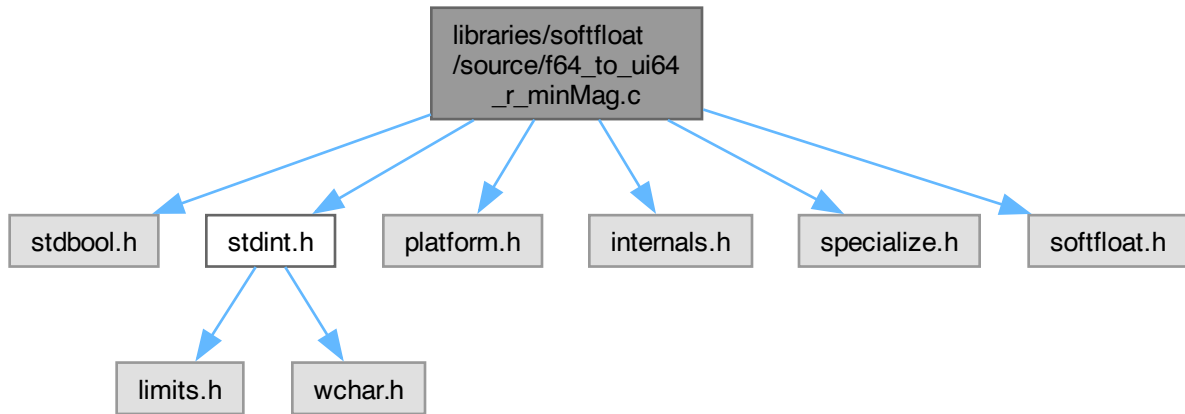 libraries/softfloat
/source/f64_to_ui64
_r_minMag.c
stdbool.h
stdint.h
platform.h
internals.h
specialize.h
softfloat.h
limits.h
wchar.h